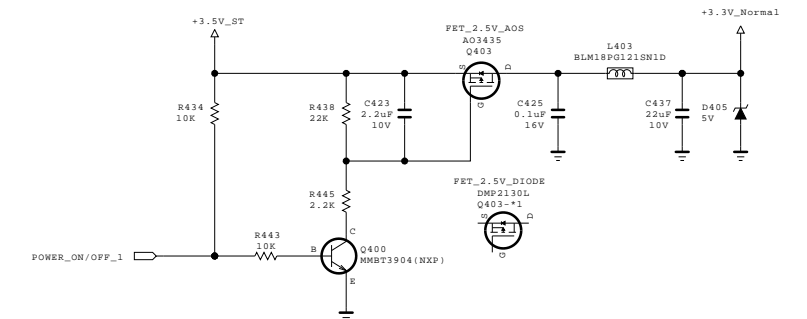 +3.5V_ST
+3.3V_Normal
FET_2.5V_AOS
AO3435
Q403
S
D
G
L403
BLM18PG121SN1D
R434
10K
R438
22K
C423
2.2uF
10V
C425
0.1uF
16V
C437
22uF
10V
D405
5V
R445
2.2K
FET_2.5V_DIODE
DMP2130L
Q403-*1
S
D
G
POWER_ON/OFF_1
R443
10K
B
C
E
Q400
MMBT3904(NXP)